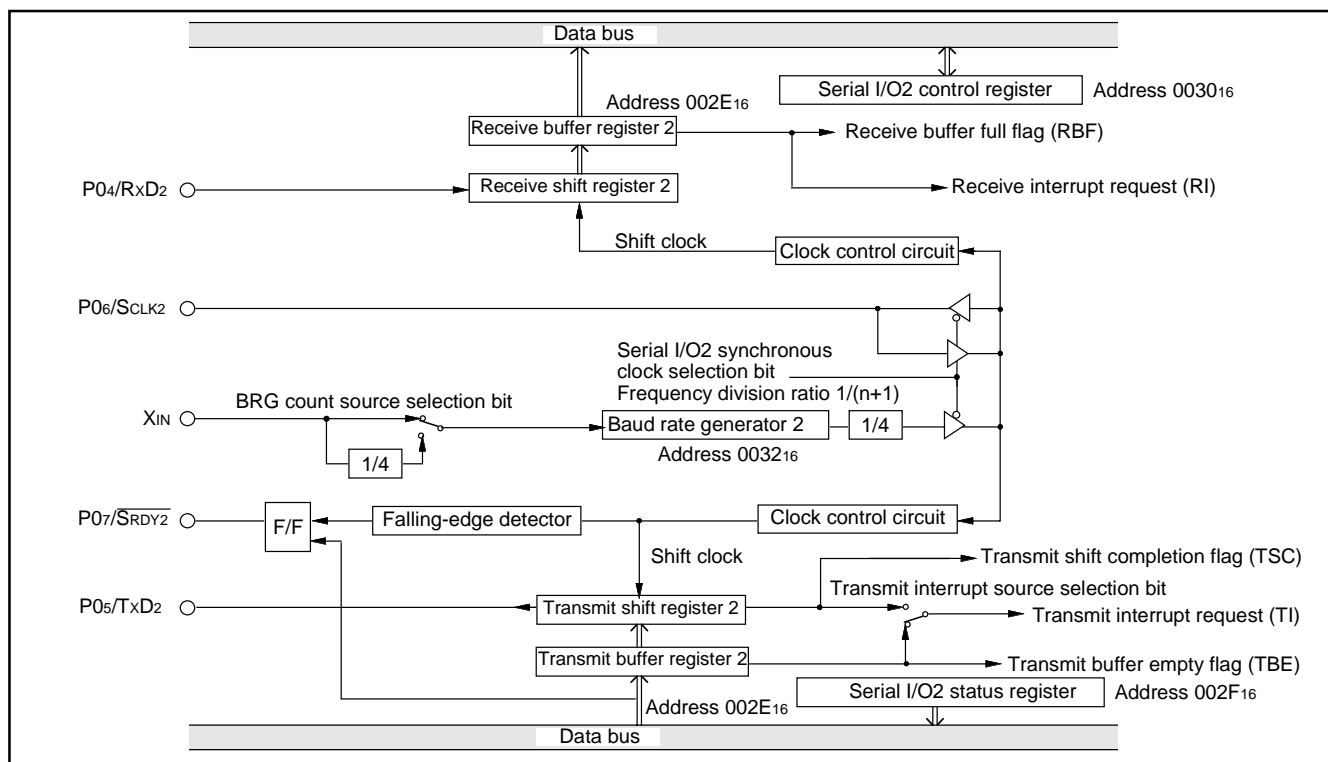 Data bus
Serial I/O2 control register Address 003016
Address 002E16
Receive buffer register 2 Receive buffer full flag (RBF)
P04/RXD2 Receive shift register 2 Receive interrupt request (RI)
Shift clock Clock control circuit
P06/SCLK2
Serial I/O2 synchronous
clock selection bit
Frequency division ratio 1/(n+1)
BRG count source selection bit
XIN Baud rate generator 2 1/4
1/4 Address 003216
P07/SRDY2 F/F Falling-edge detector Clock control circuit
Shift clock Transmit shift completion flag (TSC)
Transmit interrupt source selection bit
P05/TXD2 Transmit shift register 2 Transmit interrupt request (TI)
Transmit buffer register 2 Transmit buffer empty flag (TBE)
Serial I/O2 status register Address 002F16
Address 002E16
Data bus